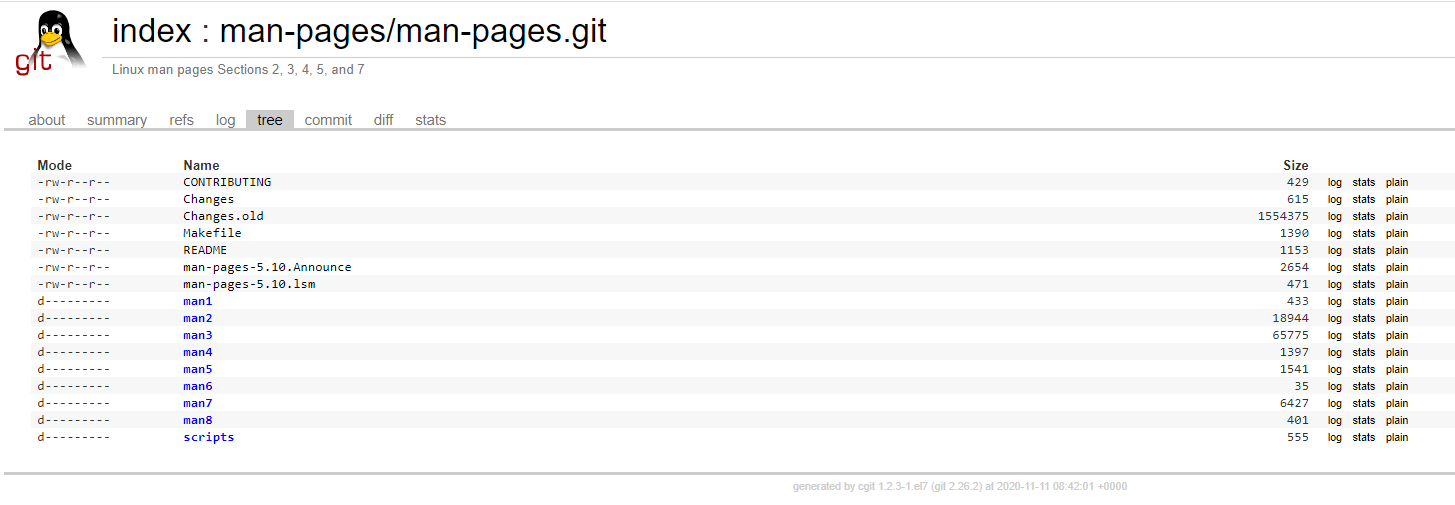 git
index : man-pages/man-pages.git
Linux man pages Sections 2, 3, 4, 5, and 7
about summary refs log tree commit diff stats
Mode Name Size
-rw-r--r-- CONTRIBUTING 429 log stats plain
-rw-r--r-- Changes 615 log stats plain
-rw-r--r-- Changes.old 1554375 log stats plain
-rw-r--r-- Makefile 1390 log stats plain
-rw-r--r-- README 1153 log stats plain
-rw-r--r-- man-pages-5.10.Announce 2654 log stats plain
-rw-r--r-- man-pages-5.10.lsm 471 log stats plain
d--------- man1 433 log stats plain
d--------- man2 18944 log stats plain
d--------- man3 65775 log stats plain
d--------- man4 1397 log stats plain
d--------- man5 1541 log stats plain
d--------- man6 35 log stats plain
d--------- man7 6427 log stats plain
d--------- man8 401 log stats plain
d--------- scripts 555 log stats plain
generated by cgit 1.2.3-1.el7 (git 2.26.2) at 2020-11-11 08:42:01 +0000